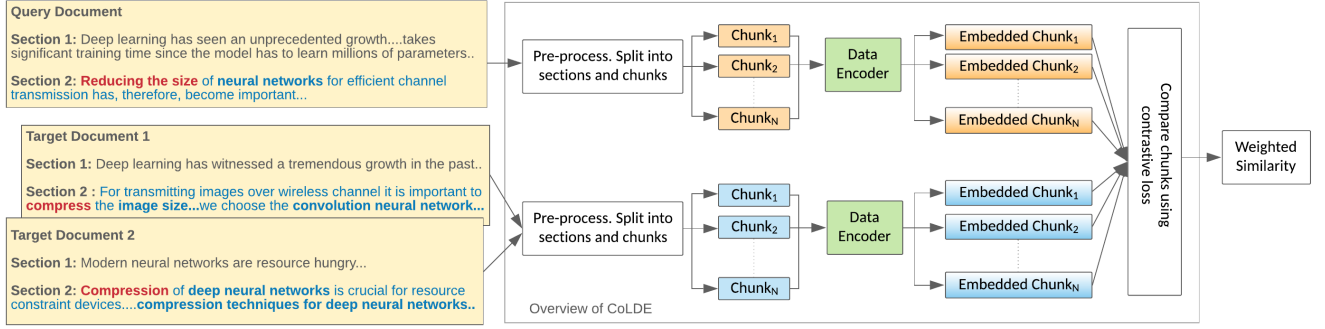 Query Document
Section 1: Deep learning has seen an unprecedented growth....takes
significant training time since the model has to learn millions of parameters..
Section 2: Reducing the size of neural networks for efficient channel
transmission has, therefore, become important...
Target Document 1
Section 1: Deep learning has witnessed a tremendous growth in the past..
Section 2 : For transmitting images over wireless channel it is important to
compress the image size...we choose the convolution neural network...
Target Document 2
Section 1: Modern neural networks are resource hungry...
Section 2: Compression of deep neural networks is crucial for resource
constraint devices....compression techniques for deep neural networks..
Pre-process. Split into
sections and chunks
Chunk1
Chunk2
ChunkN
Data
Encoder
Embedded Chunk1
Embedded Chunk2
Embedded ChunkN
Pre-process. Split into
sections and chunks
Chunk1
Chunk2
ChunkN
Data
Encoder
Embedded Chunk1
Embedded Chunk2
Embedded ChunkN
Compare chunks using
contrastive loss
Weighted
Similarity
Overview of CoLDE